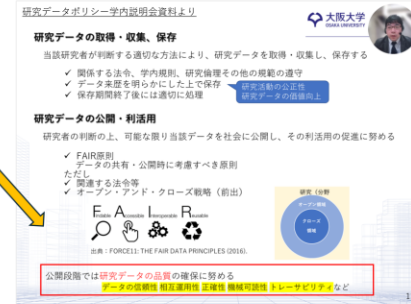 研究データポリシー学内説明会資料より
大阪大学
OSAKA UNIVERSITY
研究データの取得・収集、保存
当該研究者が判断する適切な方法により、研究データを取得・収集し、保存する
✓ 関係する法令、学内規則、研究倫理その他の規範の遵守
✓ データ来歴を明らかにした上で保存
✓ 保存期間終了後には適切に処理
研究活動の公正性
研究データの価値向上
研究データの公開・利活用
研究者の判断の上、可能な限り当該データを社会に公開し、その利活用の促進に努める
✓ FAIR原則
データの共有・公開時に考慮すべき原則
ただし
✓ 関連する法令等
✓ オープン・アンド・クローズ戦略（前出）
Findable Accessible Interoperable Reusable
出典：FORCE11: THE FAIR DATA PRINCIPLES (2016).
研究（分野
オープン領域
クローズ
領域
公開段階では研究データの品質の確保に努める
データの信頼性 相互運用性 正確性 機械可読性 トレーサビリティなど